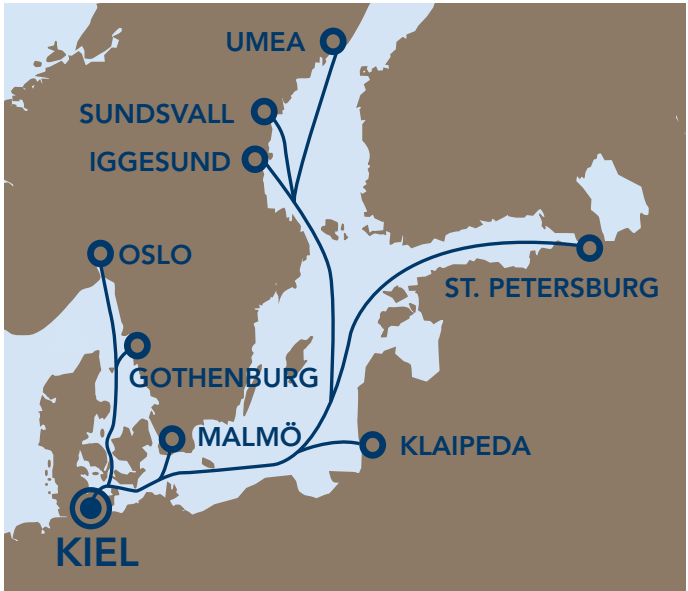 UMEA
SUNDSVALL
IGGESUND
OSLO
ST. PETERSBURG
GOTHENBURG
MALMÖ
KLAIPEDA
KIEL